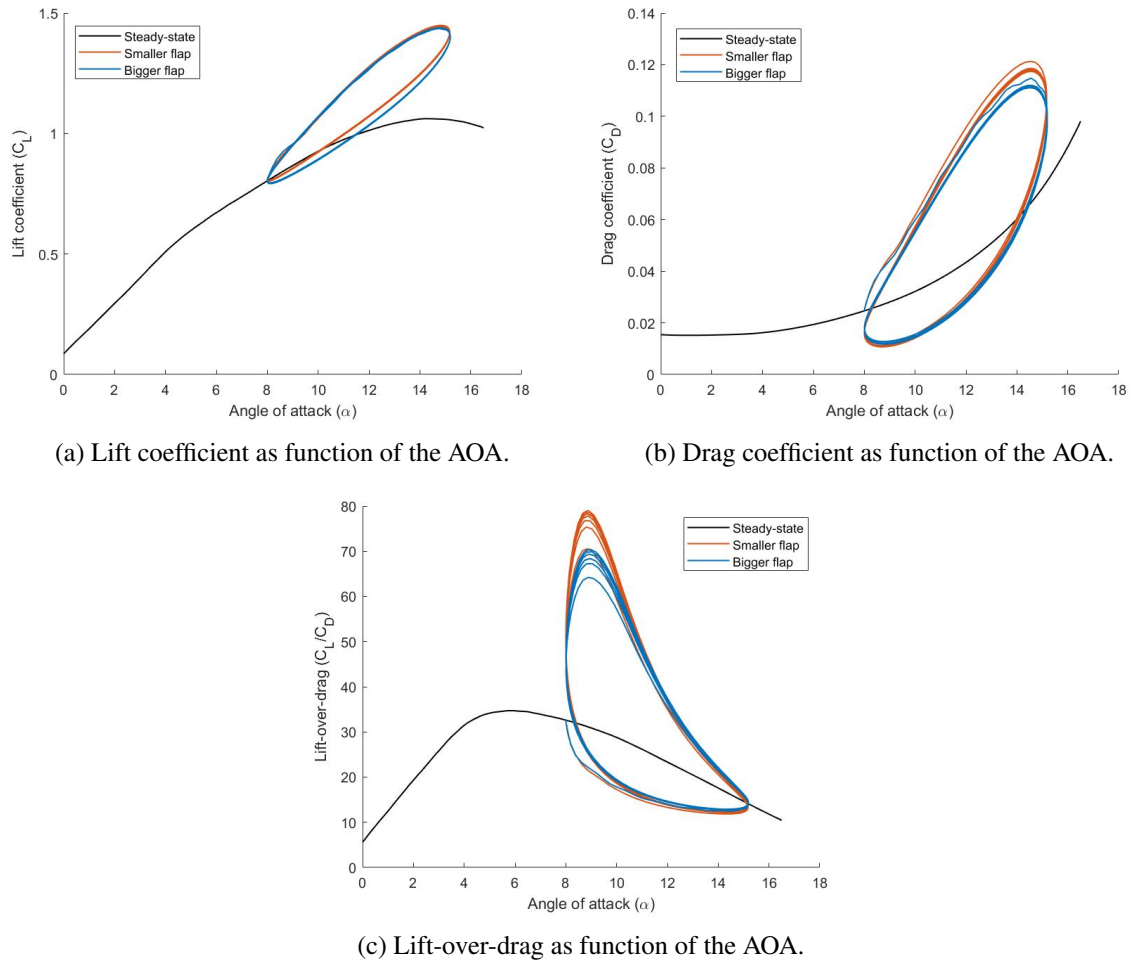 1.5
1
0.5
0
0 2 4 6 8 10 12 14 16 18
Lift coefficient (C_L)
Angle of attack (α)
Steady-state
Smaller flap
Bigger flap
(a) Lift coefficient as function of the AOA.
0.14
0.12
0.1
0.08
0.06
0.04
0.02
0
0 2 4 6 8 10 12 14 16 18
Drag coefficient (C_D)
Angle of attack (α)
Steady-state
Smaller flap
Bigger flap
(b) Drag coefficient as function of the AOA.
80
70
60
50
40
30
20
10
0
0 2 4 6 8 10 12 14 16 18
Lift-over-drag (C_L/C_D)
Angle of attack (α)
Steady-state
Smaller flap
Bigger flap
(c) Lift-over-drag as function of the AOA.